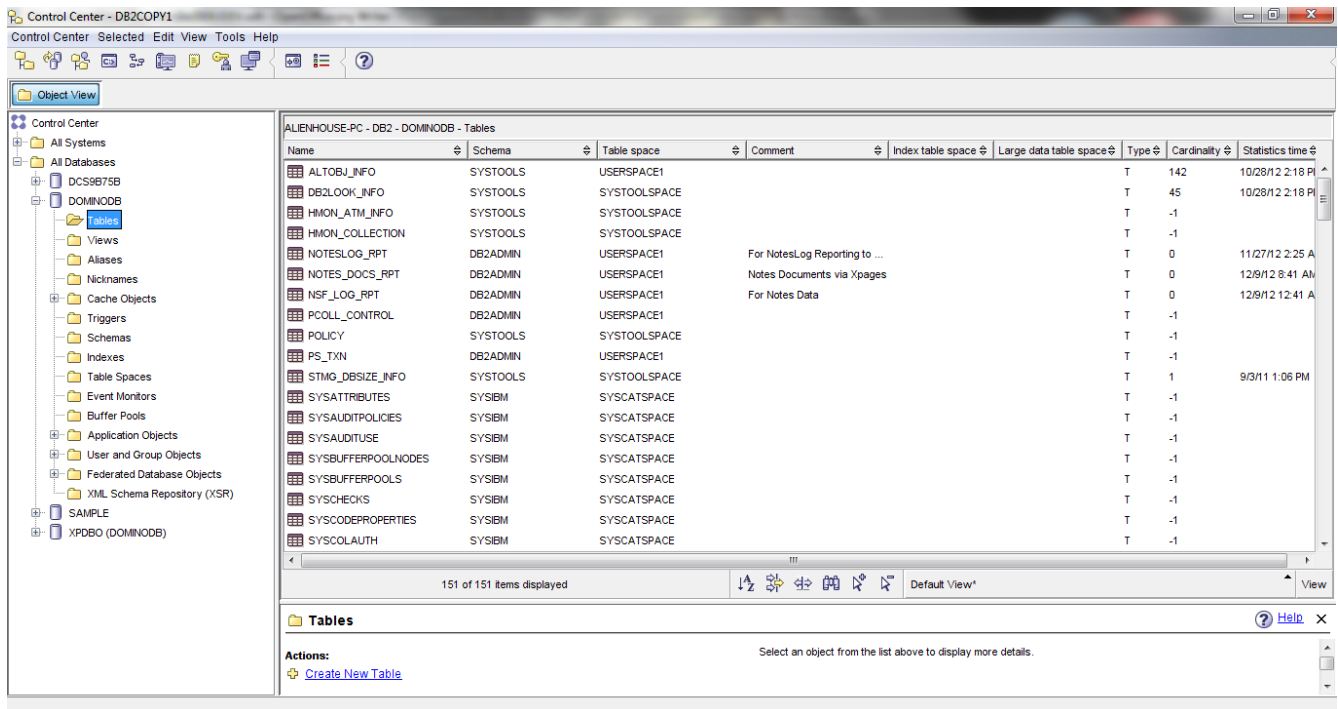 Control Center - DB2COPY1
Control Center Selected Edit View Tools Help
Object View
Control Center
All Systems
All Databases
DCS9B75B
DOMINODB
Tables
Views
Aliases
Nicknames
Cache Objects
Triggers
Schemas
Indexes
Table Spaces
Event Monitors
Buffer Pools
Application Objects
User and Group Objects
Federated Database Objects
XML Schema Repository (XSR)
SAMPLE
XPDBO (DOMINODB)
ALIENHOUSE-PC - DB2 - DOMINODB - Tables
Name Schema Table space Comment Index table space Large data table space Type Cardinality Statistics time
ALTOBJ_INFO SYSTOOLS USERSPACE1 T 142 10/28/12 2:18 P
DB2LOOK_INFO SYSTOOLS SYSTOOLSPACE T 45 10/28/12 2:18 P
HMON_ATM_INFO SYSTOOLS SYSTOOLSPACE T -1
HMON_COLLECTION SYSTOOLS SYSTOOLSPACE T -1
NOTESLOG_RPT DB2ADMIN USERSPACE1 For NotesLog Reporting to ... T 0 11/27/12 2:25 A
NOTES_DOCS_RPT DB2ADMIN USERSPACE1 Notes Documents via Xpages T 0 12/9/12 8:41 AM
NSF_LOG_RPT DB2ADMIN USERSPACE1 For Notes Data T 0 12/9/12 12:41 A
PCOLL_CONTROL DB2ADMIN USERSPACE1 T -1
POLICY SYSTOOLS SYSTOOLSPACE T -1
PS_TXN DB2ADMIN USERSPACE1 T -1
STMG_DBSIZE_INFO SYSTOOLS SYSTOOLSPACE T 1 9/3/11 1:06 PM
SYSATTRIBUTES SYSIBM SYSCATSPACE T -1
SYSAUDITPOLICIES SYSIBM SYSCATSPACE T -1
SYSAUDITUSE SYSIBM SYSCATSPACE T -1
SYSBUFFERPOOLNODES SYSIBM SYSCATSPACE T -1
SYSBUFFERPOOLS SYSIBM SYSCATSPACE T -1
SYSCHECKS SYSIBM SYSCATSPACE T -1
SYSCODEPROPERTIES SYSIBM SYSCATSPACE T -1
SYSCOLAUTH SYSIBM SYSCATSPACE T -1
151 of 151 items displayed Default View* View
Tables Help
Actions: Select an object from the list above to display more details.
Create New Table